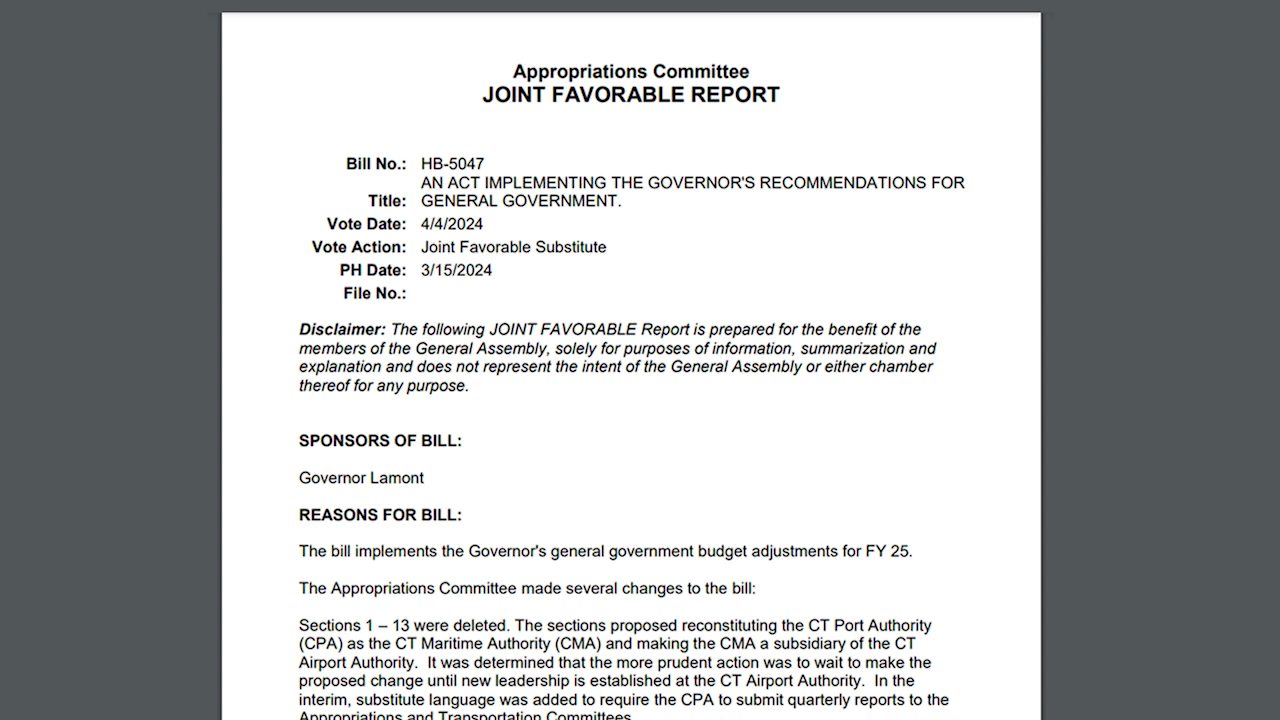 Appropriations Committee
JOINT FAVORABLE REPORT
Bill No.: HB-5047
AN ACT IMPLEMENTING THE GOVERNOR'S RECOMMENDATIONS FOR
Title: GENERAL GOVERNMENT.
Vote Date: 4/4/2024
Vote Action: Joint Favorable Substitute
PH Date: 3/15/2024
File No.:
Disclaimer: The following JOINT FAVORABLE Report is prepared for the benefit of the
members of the General Assembly, solely for purposes of information, summarization and
explanation and does not represent the intent of the General Assembly or either chamber
thereof for any purpose.
SPONSORS OF BILL:
Governor Lamont
REASONS FOR BILL:
The bill implements the Governor's general government budget adjustments for FY 25.
The Appropriations Committee made several changes to the bill:
Sections 1 – 13 were deleted. The sections proposed reconstituting the CT Port Authority
(CPA) as the CT Maritime Authority (CMA) and making the CMA a subsidiary of the CT
Airport Authority. It was determined that the more prudent action was to wait to make the
proposed change until new leadership is established at the CT Airport Authority. In the
interim, substitute language was added to require the CPA to submit quarterly reports to the
Appropriations and Transportation Committees.